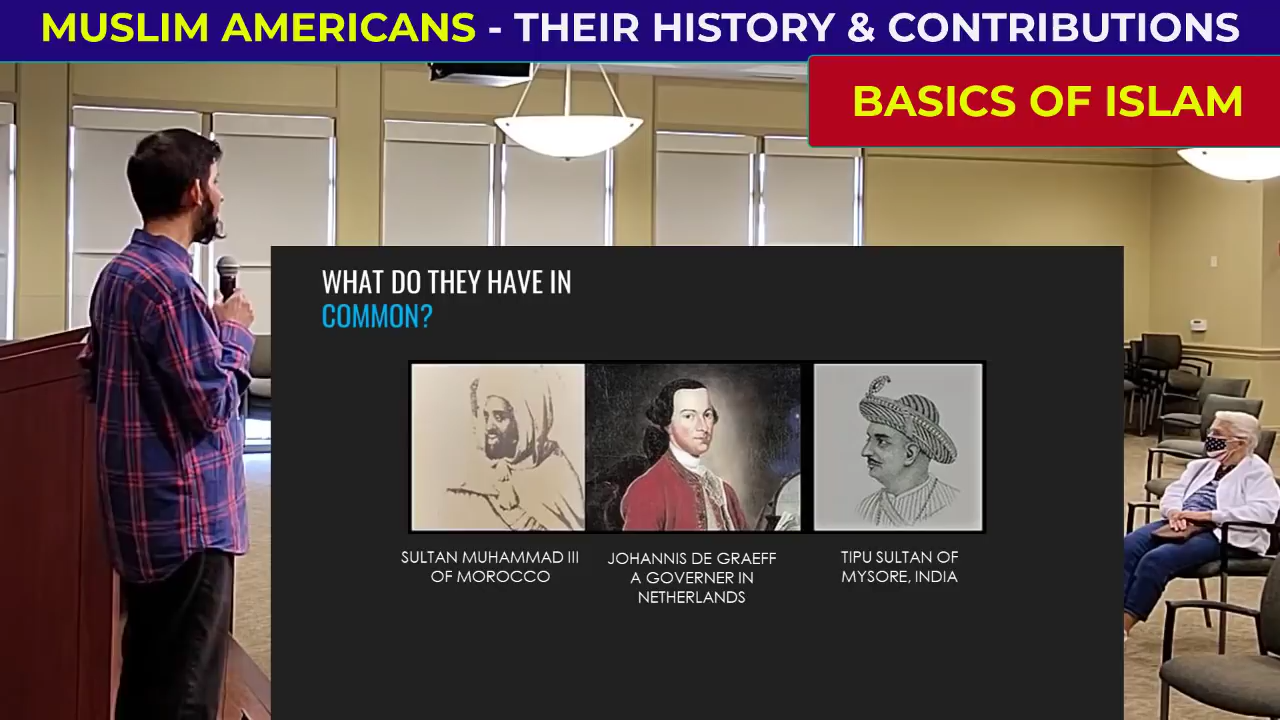 MUSLIM AMERICANS - THEIR HISTORY & CONTRIBUTIONS
BASICS OF ISLAM
WHAT DO THEY HAVE IN
COMMON?
SULTAN MUHAMMAD III
OF MOROCCO
JOHANNIS DE GRAEFF
A GOVERNER IN
NETHERLANDS
TIPU SULTAN OF
MYSORE, INDIA